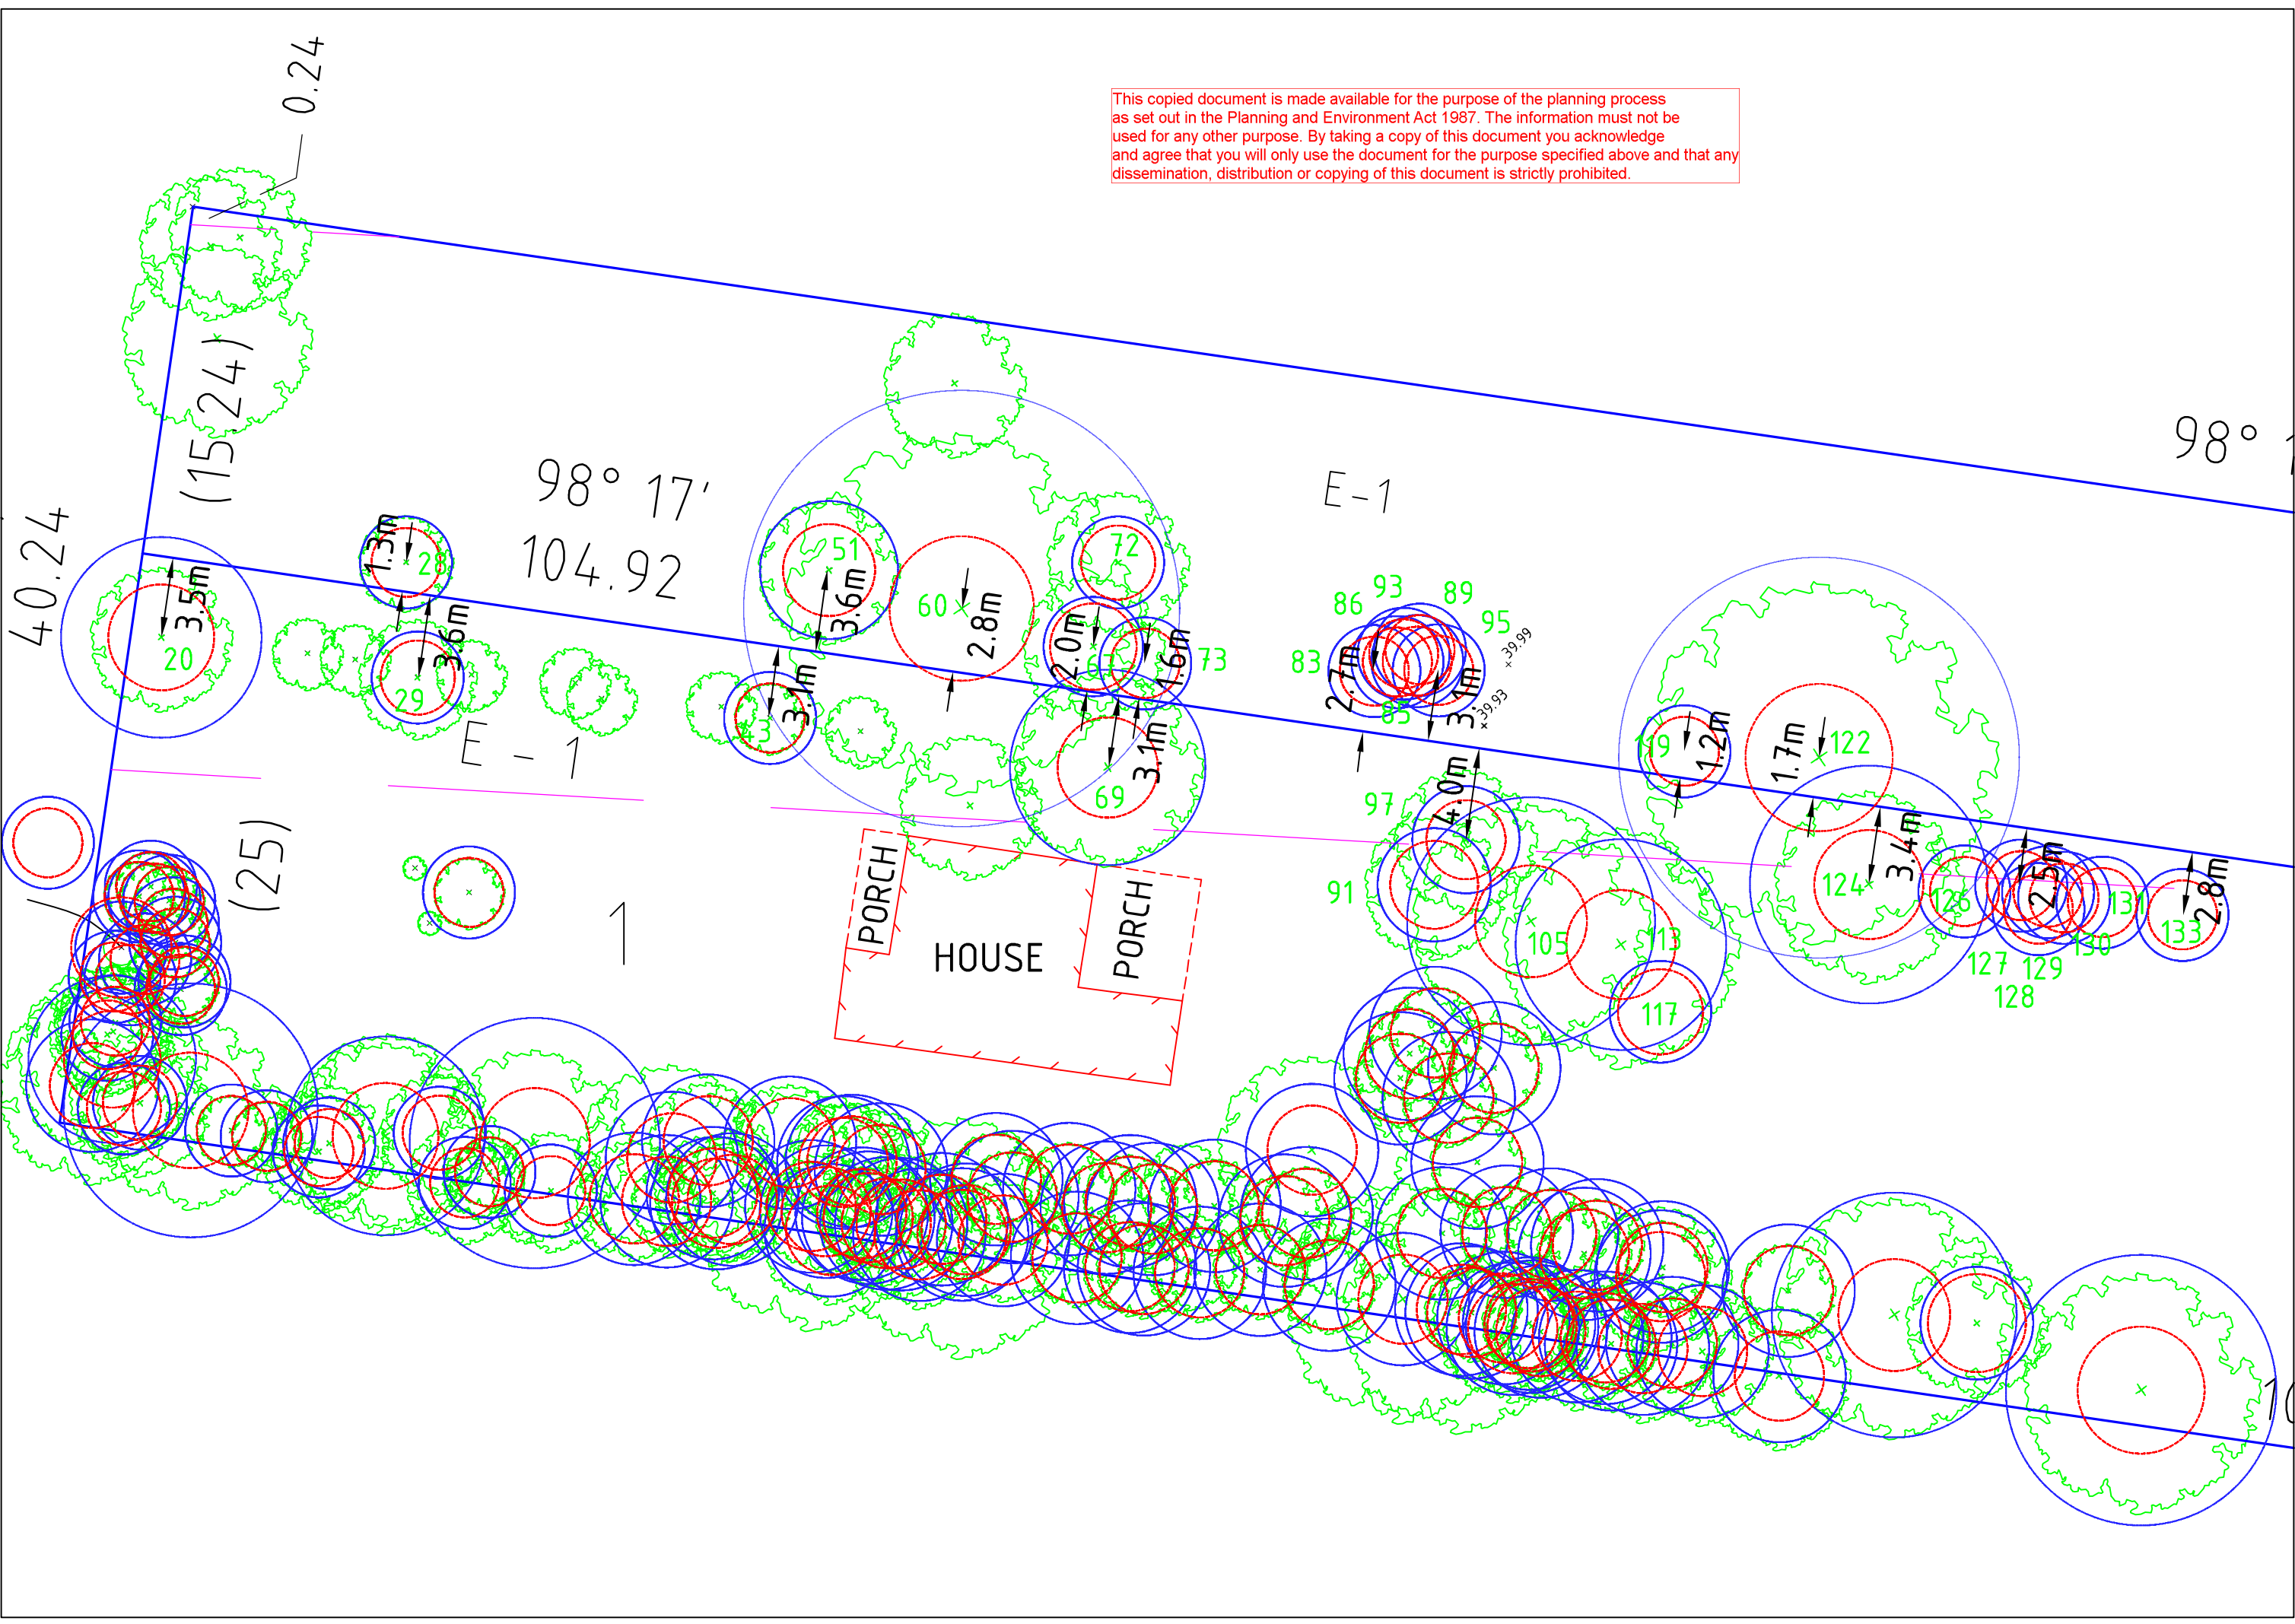 0.24
This copied document is made available for the purpose of the planning process
as set out in the Planning and Environment Act 1987. The information must not be
used for any other purpose. By taking a copy of this document you acknowledge
and agree that you will only use the document for the purpose specified above and that any
dissemination, distribution or copying of this document is strictly prohibited.
(15.24)
98°
98° 17'
104.92
E-1
40.24
1.3m
28
51
72
3.5m
20
3.6m
29
3.6m
60
2.8m
2.0m
67
1.6m
73
93
89
86
95
83
39.99
2.7m
85
3.1m
39.93
43
3.1m
69
3.1m
E-1
119
1.2m
1.7m
122
97
4.0m
91
105
113
117
124
3.4m
126
2.5m
131
130
127
129
128
133
2.8m
(25)
1
PORCH
HOUSE
PORCH